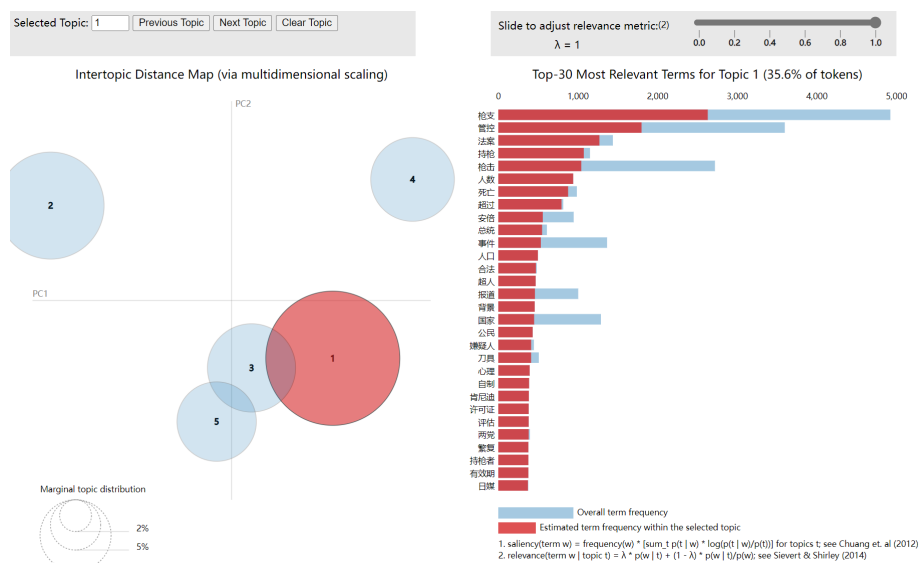 Selected Topic: 1 Previous Topic Next Topic Clear Topic
Slide to adjust relevance metric:(2)
λ = 1
0.0 0.2 0.4 0.6 0.8 1.0
Intertopic Distance Map (via multidimensional scaling)
PC2
PC1
2
4
1
3
5
Marginal topic distribution
2%
5%
Top-30 Most Relevant Terms for Topic 1 (35.6% of tokens)
0 1,000 2,000 3,000 4,000 5,000
枪支
管控
法案
持枪
枪击
人数
死亡
超过
安倍
总统
事件
人口
合法
超人
报道
背景
国家
公民
嫌疑人
刀具
心理
自制
肯尼迪
许可证
评估
两党
繁复
持枪者
有效期
日媒
Overall term frequency
Estimated term frequency within the selected topic
1. saliency(term w) = frequency(w) * [sum_t p(t | w) * log(p(t | w)/p(t))] for topics t; see Chuang et. al (2012)
2. relevance(term w | topic t) = λ * p(w | t) + (1 - λ) * p(w | t)/p(w); see Sievert & Shirley (2014)